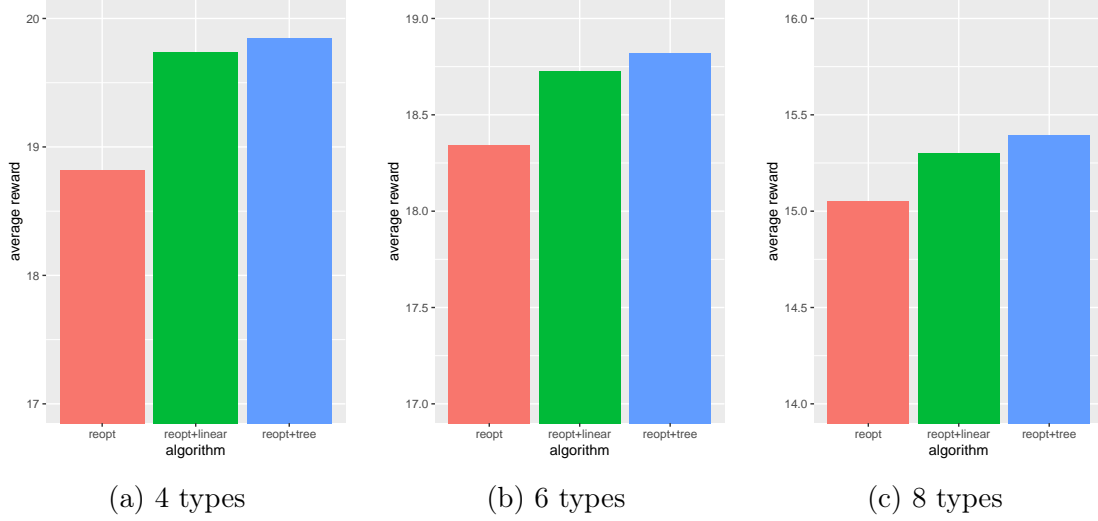 20
19
18
17
average reward
reopt reopt+linear reopt+tree
algorithm
(a) 4 types
19.0
18.5
18.0
17.5
17.0
average reward
reopt reopt+linear reopt+tree
algorithm
(b) 6 types
16.0
15.5
15.0
14.5
14.0
average reward
reopt reopt+linear reopt+tree
algorithm
(c) 8 types